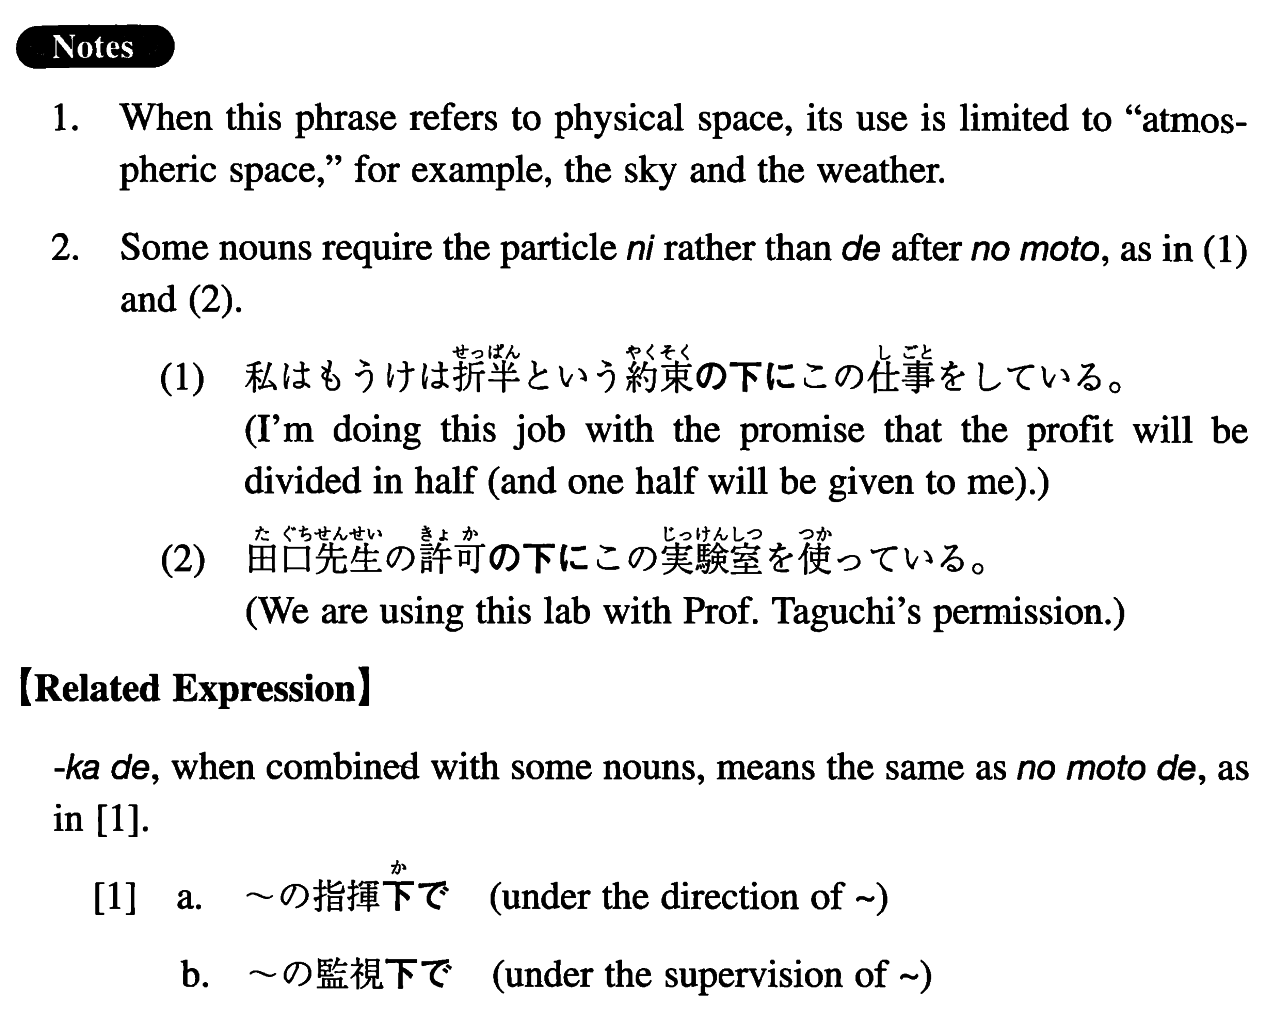 Notes
1. When this phrase refers to physical space, its use is limited to “atmos-
pheric space,” for example, the sky and the weather.
2. Some nouns require the particle ni rather than de after no moto, as in (1)
and (2).
せっぱん やくそく し ごと
(1) 私はもうけは折半という約束の下にこの仕事をしている。
(I’m doing this job with the promise that the profit will be
divided in half (and one half will be given to me).)
た ぐちせんせい きょ か じっけんしつ つか
(2) 田口先生の許可の下にこの実験室を使っている。
(We are using this lab with Prof. Taguchi’s permission.)
【Related Expression】
-ka de, when combined with some nouns, means the same as no moto de, as
in [1].
か
[1] a. 〜の指揮下で (under the direction of ~)
b. 〜の監視下で (under the supervision of ~)